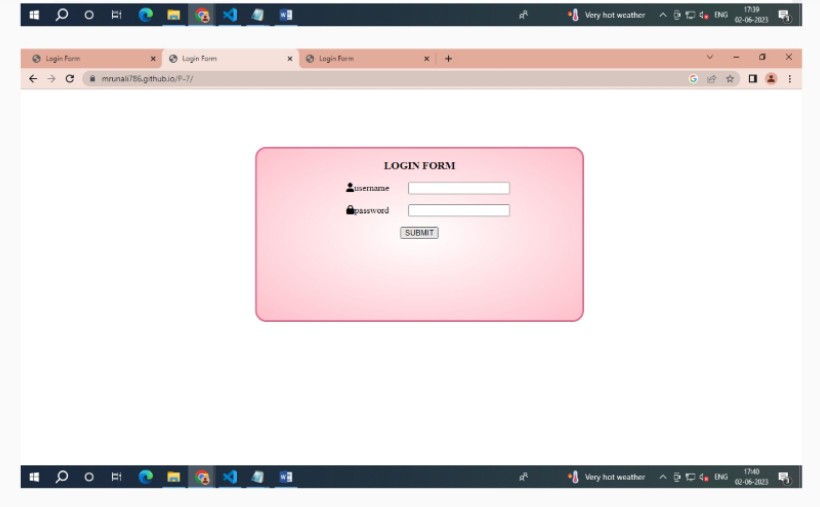 Very hot weather ENG 17:39
02-06-2023
Login Form Login Form Login Form
mrunali786.github.io/P-7/
LOGIN FORM
username
password
SUBMIT
Very hot weather ENG 17:40
02-06-2023